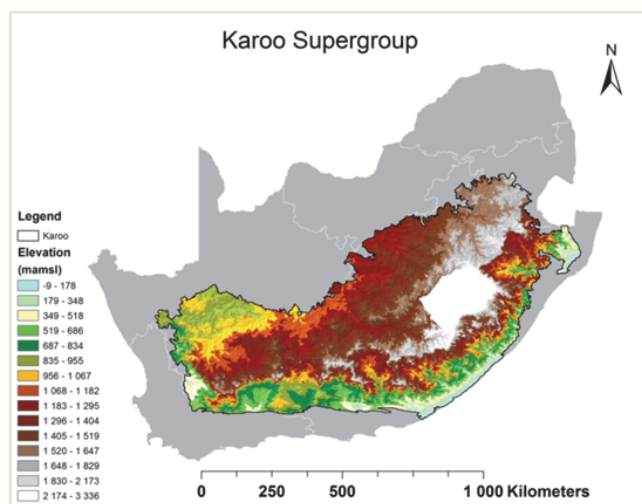 Karoo Supergroup
N
Legend
Karoo
Elevation
(mamsl)
-9 - 178
179 - 348
349 - 518
519 - 686
687 - 834
835 - 955
956 - 1 067
1 068 - 1 182
1 183 - 1 295
1 296 - 1 404
1 405 - 1 519
1 520 - 1 647
1 648 - 1 829
1 830 - 2 173
2 174 - 3 336
0 250 500 1 000 Kilometers